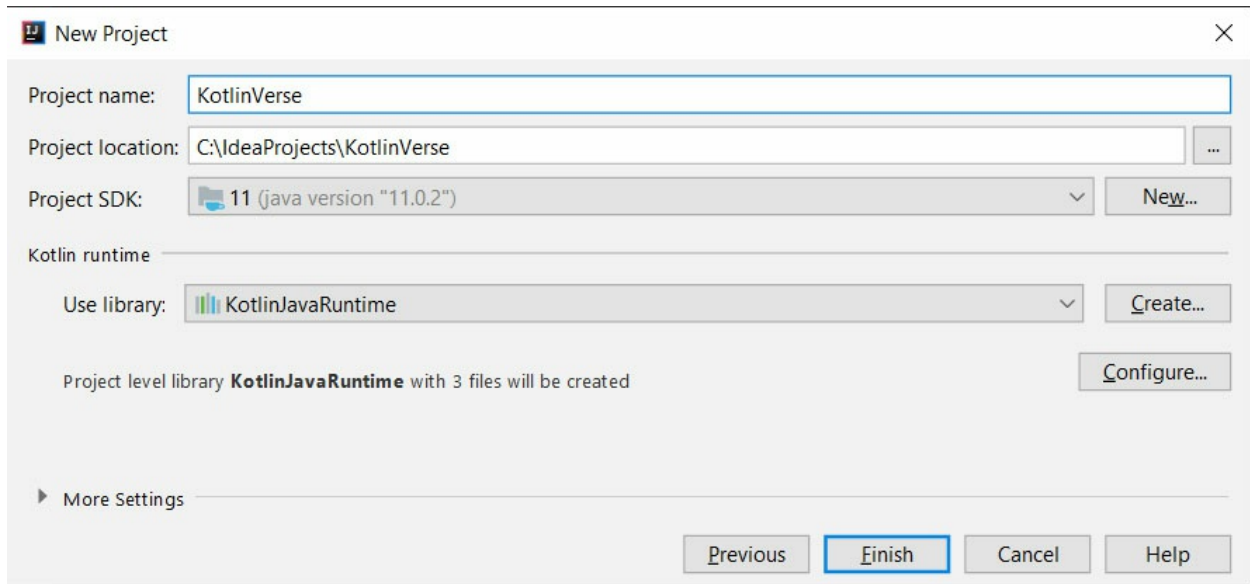 New Project
Project name: KotlinVerse
Project location: C:\IdeaProjects\KotlinVerse ...
Project SDK: 11 (java version "11.0.2") New...
Kotlin runtime
Use library: KotlinJavaRuntime Create...
Project level library KotlinJavaRuntime with 3 files will be created Configure...
More Settings
Previous Finish Cancel Help